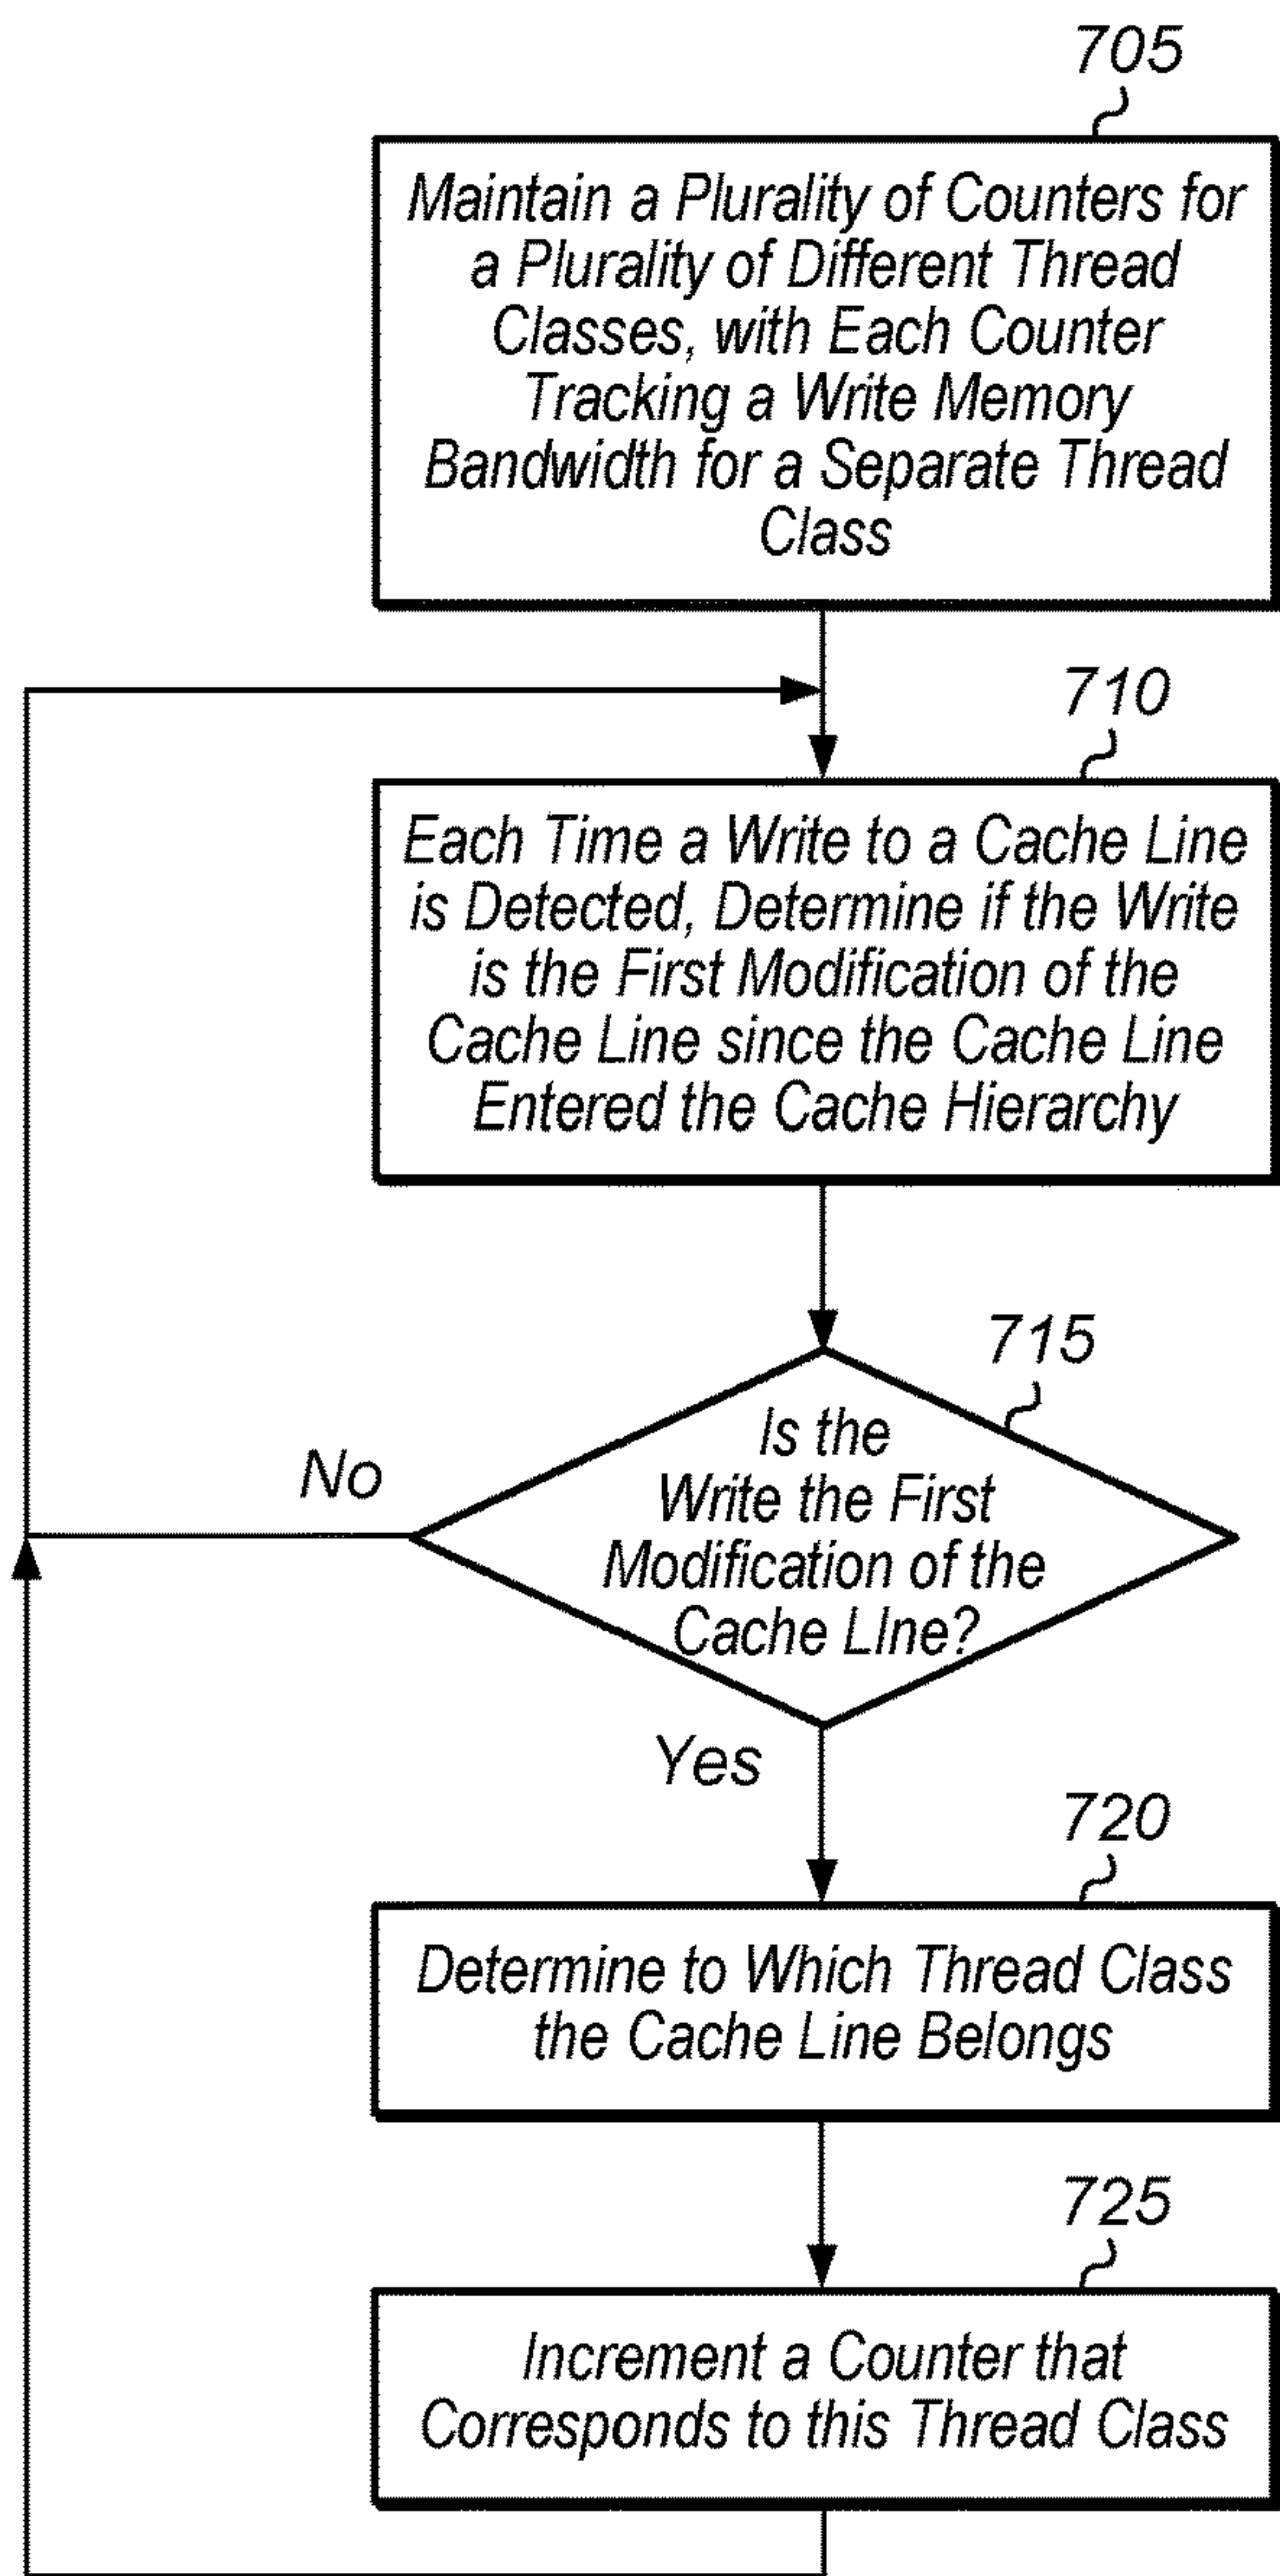 705
Maintain a Plurality of Counters for
a Plurality of Different Thread
Classes, with Each Counter
Tracking a Write Memory
Bandwidth for a Separate Thread
Class
710
Each Time a Write to a Cache Line
is Detected, Determine if the Write
is the First Modification of the
Cache Line since the Cache Line
Entered the Cache Hierarchy
715
Is the
Write the First
Modification of the
Cache LIne?
No
Yes
720
Determine to Which Thread Class
the Cache Line Belongs
725
Increment a Counter that
Corresponds to this Thread Class